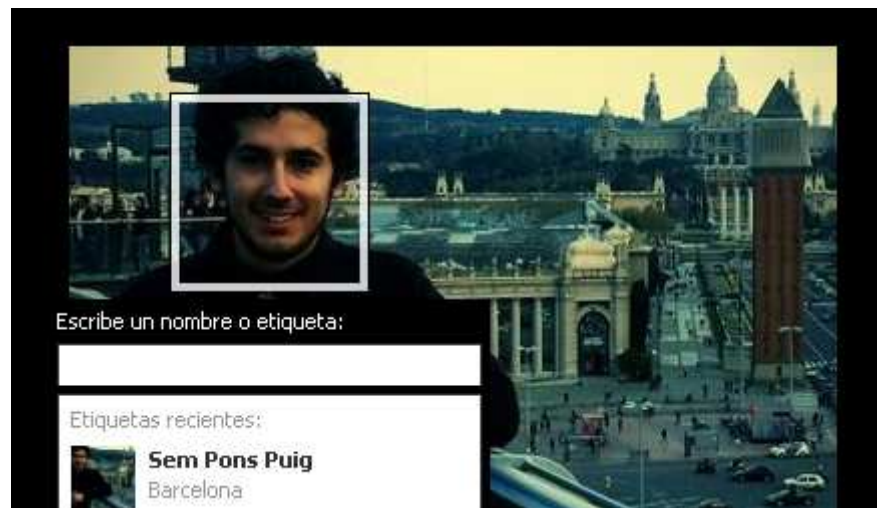 Escribe un nombre o etiqueta:
Etiquetas recientes:
Sem Pons Puig
Barcelona